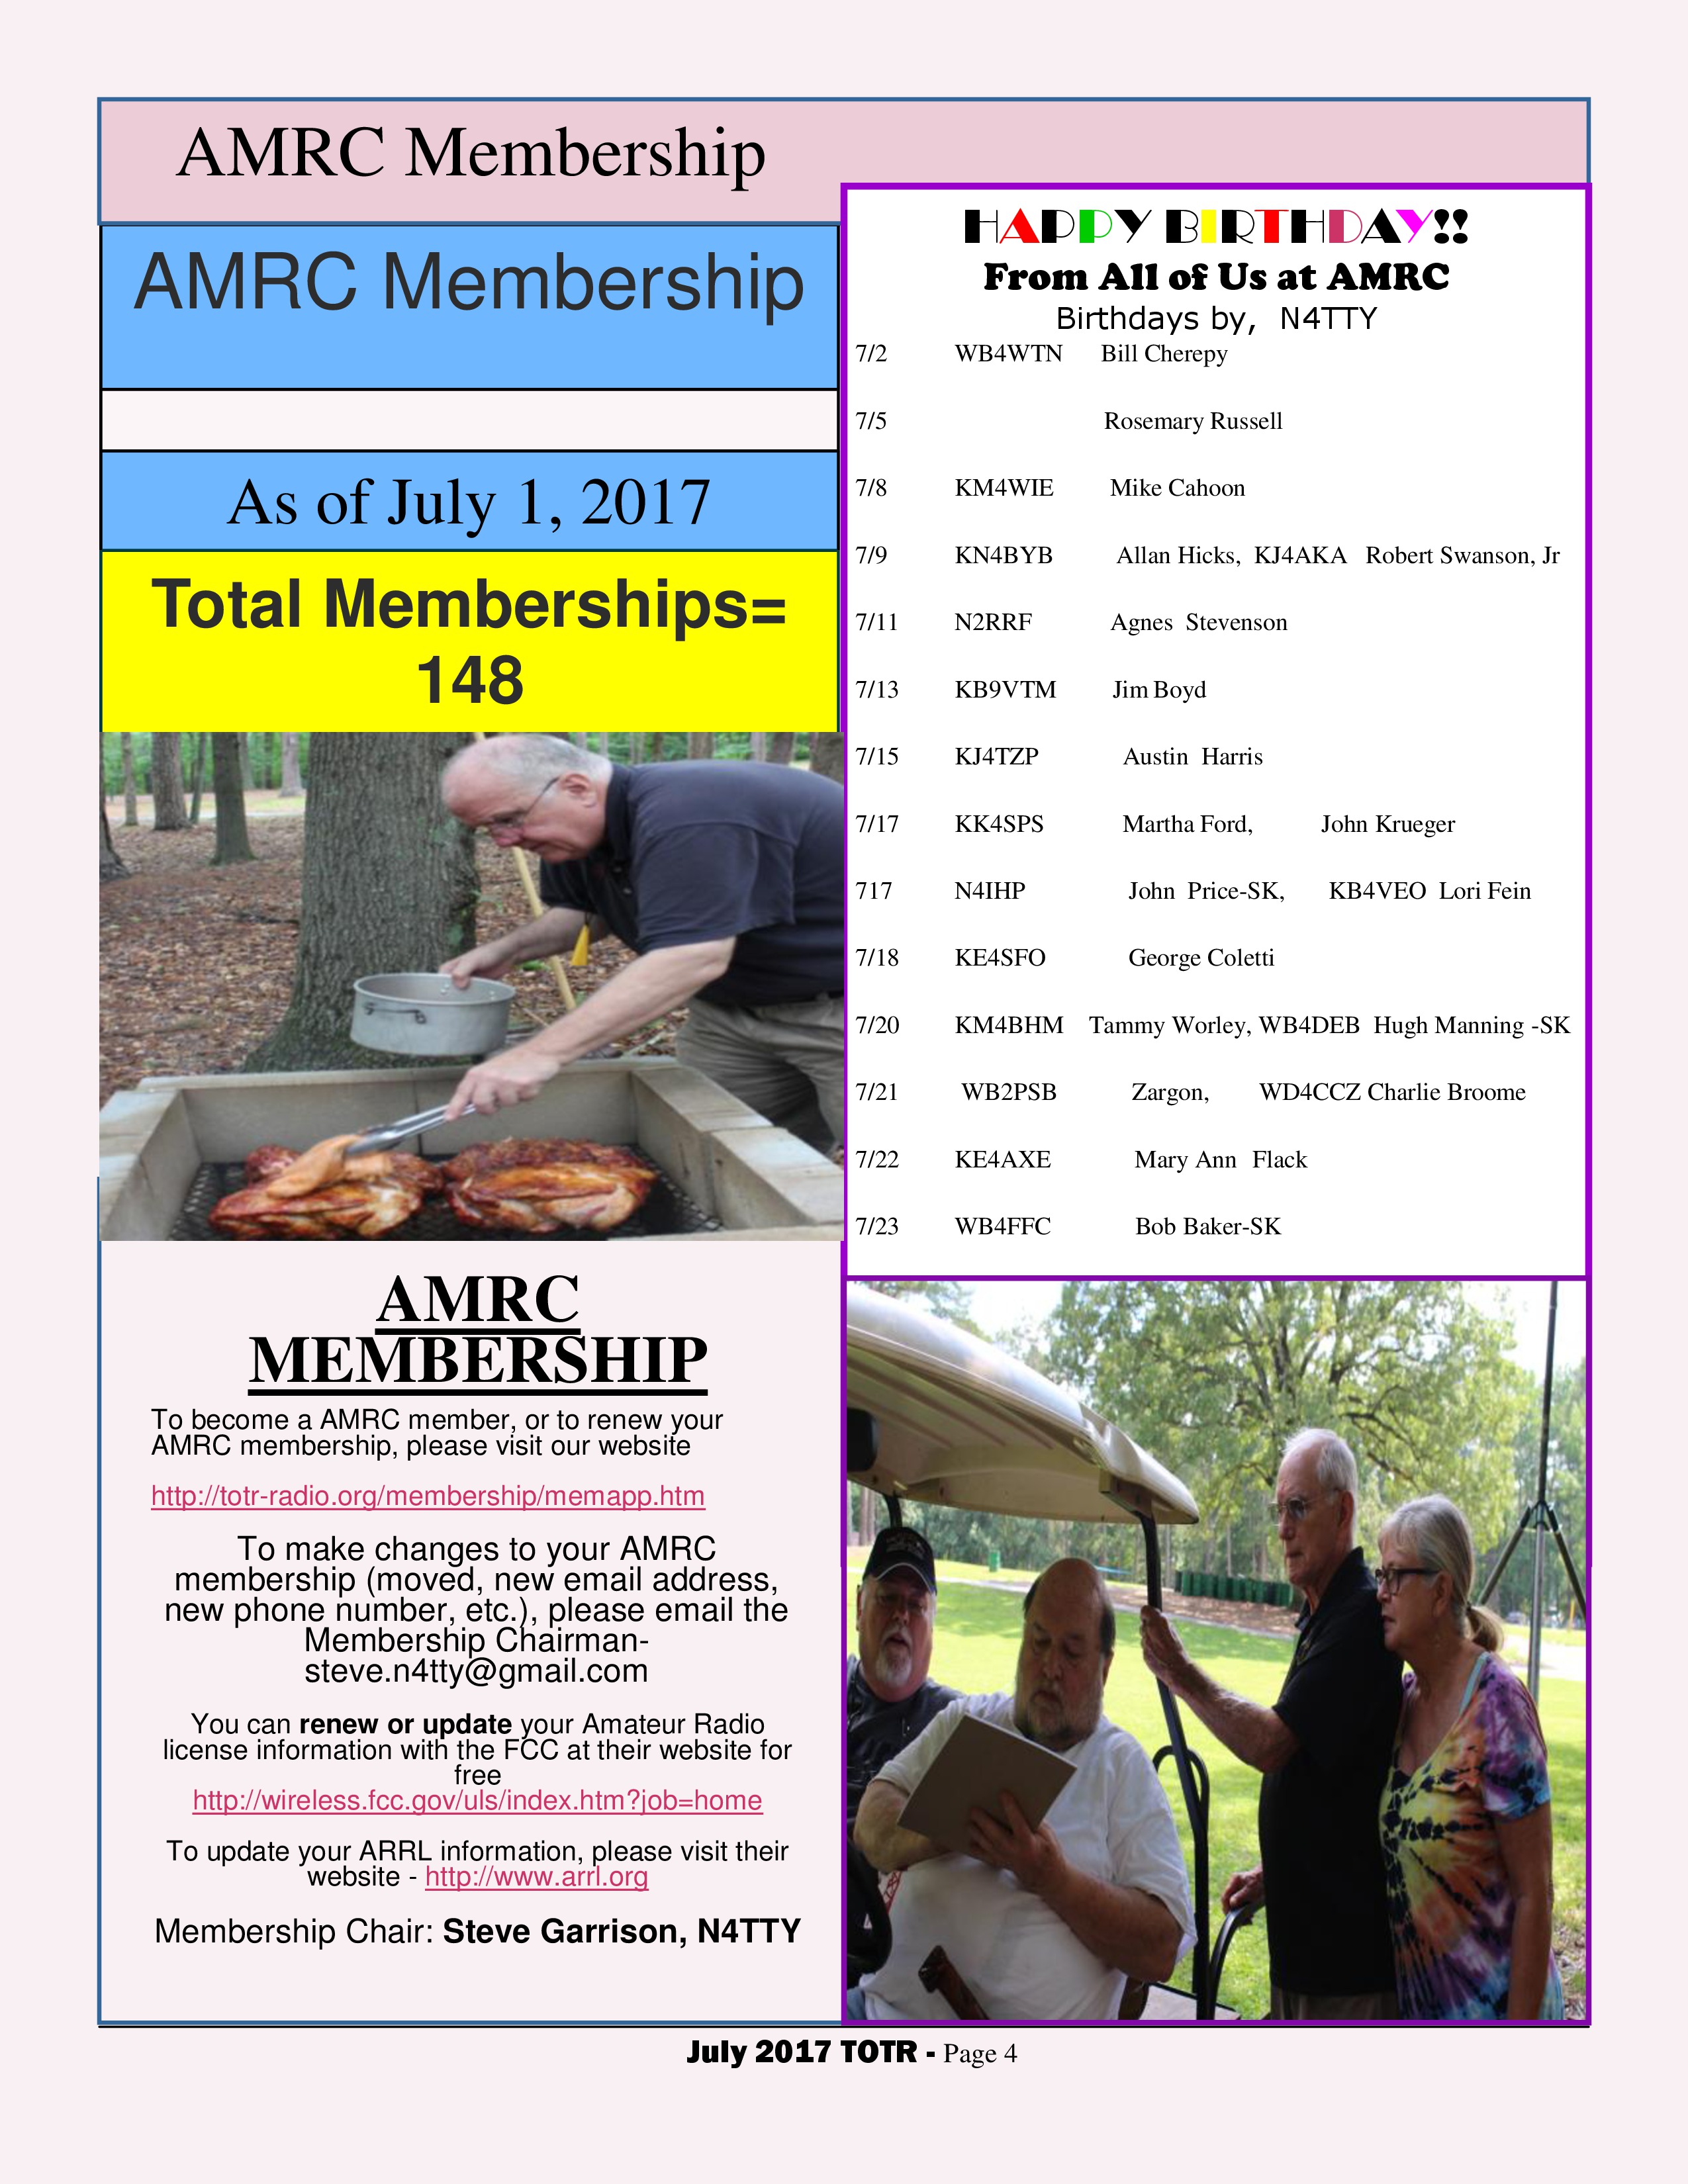 AMRC Membership
AMRC Membership
As of July 1, 2017
Total Memberships=
148
HAPPY BIRTHDAY!!
From All of Us at AMRC
Birthdays by, N4TTY
7/2 WB4WTN Bill Cherepy
7/5 Rosemary Russell
7/8 KM4WIE Mike Cahoon
7/9 KN4BYB Allan Hicks, KJ4AKA Robert Swanson, Jr
7/11 N2RRF Agnes Stevenson
7/13 KB9VTM Jim Boyd
7/15 KJ4TZP Austin Harris
7/17 KK4SPS Martha Ford, John Krueger
717 N4IHP John Price-SK, KB4VEO Lori Fein
7/18 KE4SFO George Coletti
7/20 KM4BHM Tammy Worley, WB4DEB Hugh Manning -SK
7/21 WB2PSB Zargon, WD4CCZ Charlie Broome
7/22 KE4AXE Mary Ann Flack
7/23 WB4FFC Bob Baker-SK
AMRC
MEMBERSHIP
To become a AMRC member, or to renew your
AMRC membership, please visit our website
http://totr-radio.org/membership/memapp.htm
To make changes to your AMRC
membership (moved, new email address,
new phone number, etc.), please email the
Membership Chairman-
steve.n4tty@gmail.com
You can renew or update your Amateur Radio
license information with the FCC at their website for
free
http://wireless.fcc.gov/uls/index.htm?job=home
To update your ARRL information, please visit their
website - http://www.arrl.org
Membership Chair: Steve Garrison, N4TTY
July 2017 TOTR - Page 4